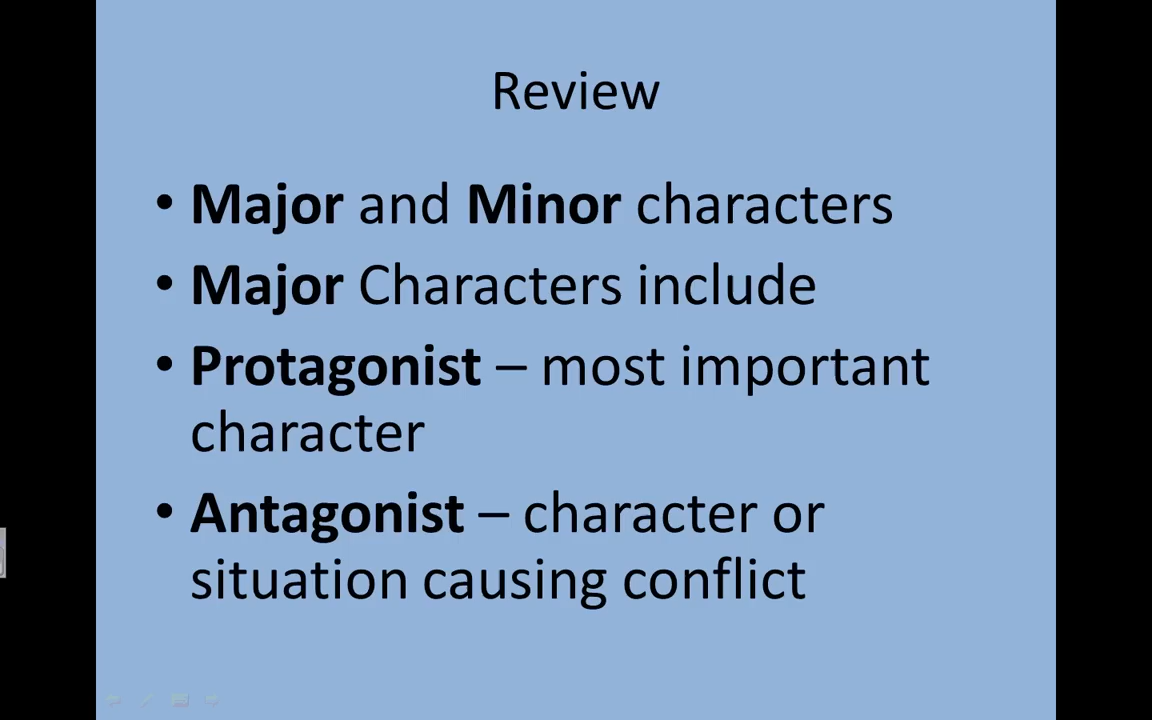 Review
• Major and Minor characters
• Major Characters include
• Protagonist – most important
character
• Antagonist – character or
situation causing conflict